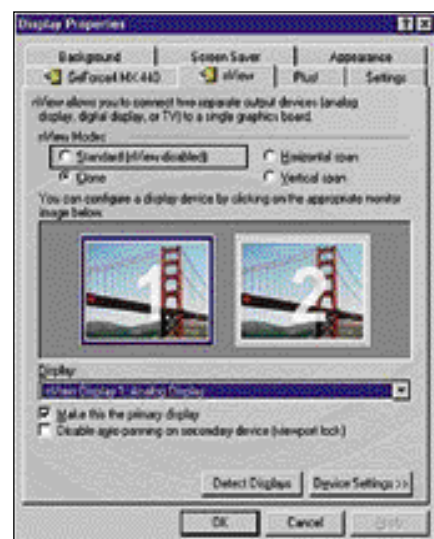 Display Properties
Background Screen Saver Appearance
GeForce4 MX 440 nView Plus! Settings
nView allows you to connect two separate output devices (analog
display, digital display, or TV) to a single graphics board.
nView Modes:
Standard (nView disabled) Horizontal span
Clone Vertical span
You can configure a display device by clicking on the appropriate monitor
image below.
1 2
Display:
nView Display 1: Analog Display
Make this the primary display
Disable auto-panning on secondary device (viewport lock)
Detect Displays Device Settings >>
OK Cancel Apply